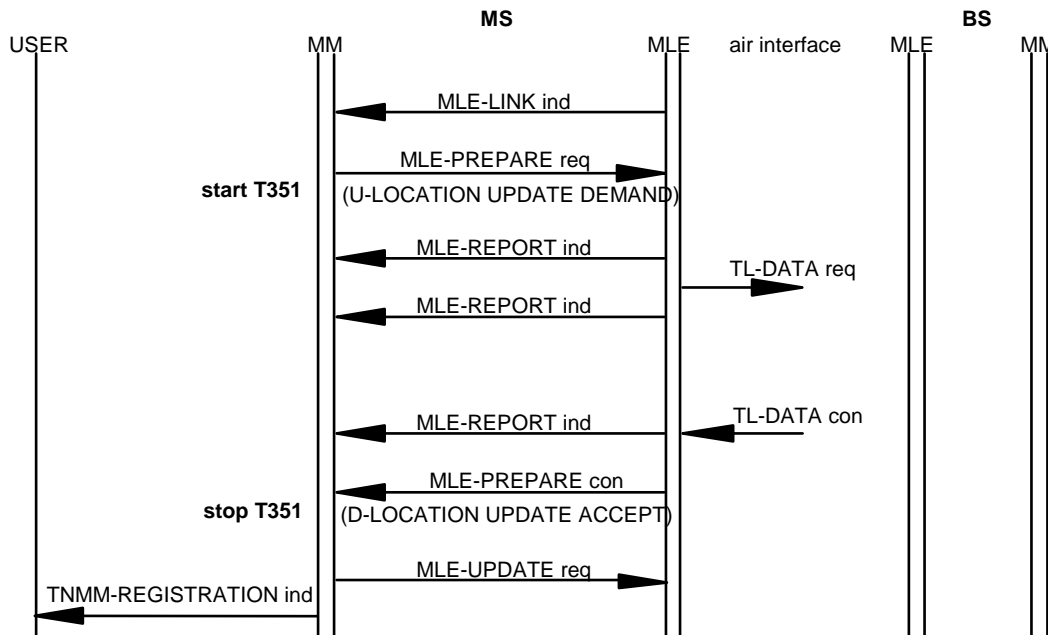 MS
BS
USER
MM
MLE
air interface
MLE
MM
MLE-LINK ind
MLE-PREPARE req
start T351
(U-LOCATION UPDATE DEMAND)
MLE-REPORT ind
TL-DATA req
MLE-REPORT ind
MLE-REPORT ind
TL-DATA con
MLE-PREPARE con
stop T351
(D-LOCATION UPDATE ACCEPT)
MLE-UPDATE req
TNMM-REGISTRATION ind